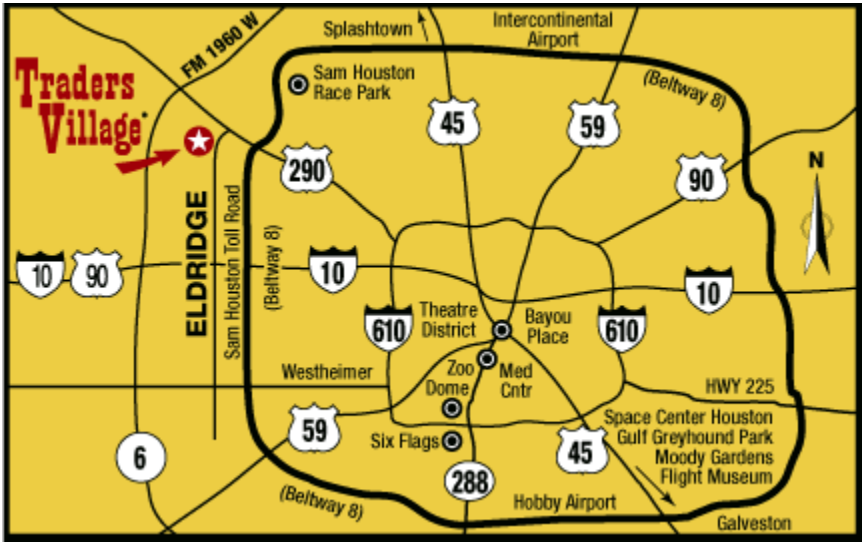 Splashtown
Intercontinental
Airport
FM 1960 W
Traders
Village
Sam Houston
Race Park
(Beltway 8)
45
59
290
90
N
ELDRIDGE
Sam Houston Toll Road
(Beltway 8)
10
90
10
10
610
Theatre
District
Bayou
Place
610
Zoo
Med
Cntr
Dome
Westheimer
HWY 225
59
Six Flags
45
Space Center Houston
Gulf Greyhound Park
Moody Gardens
Flight Museum
6
288
(Beltway 8)
Hobby Airport
Galveston